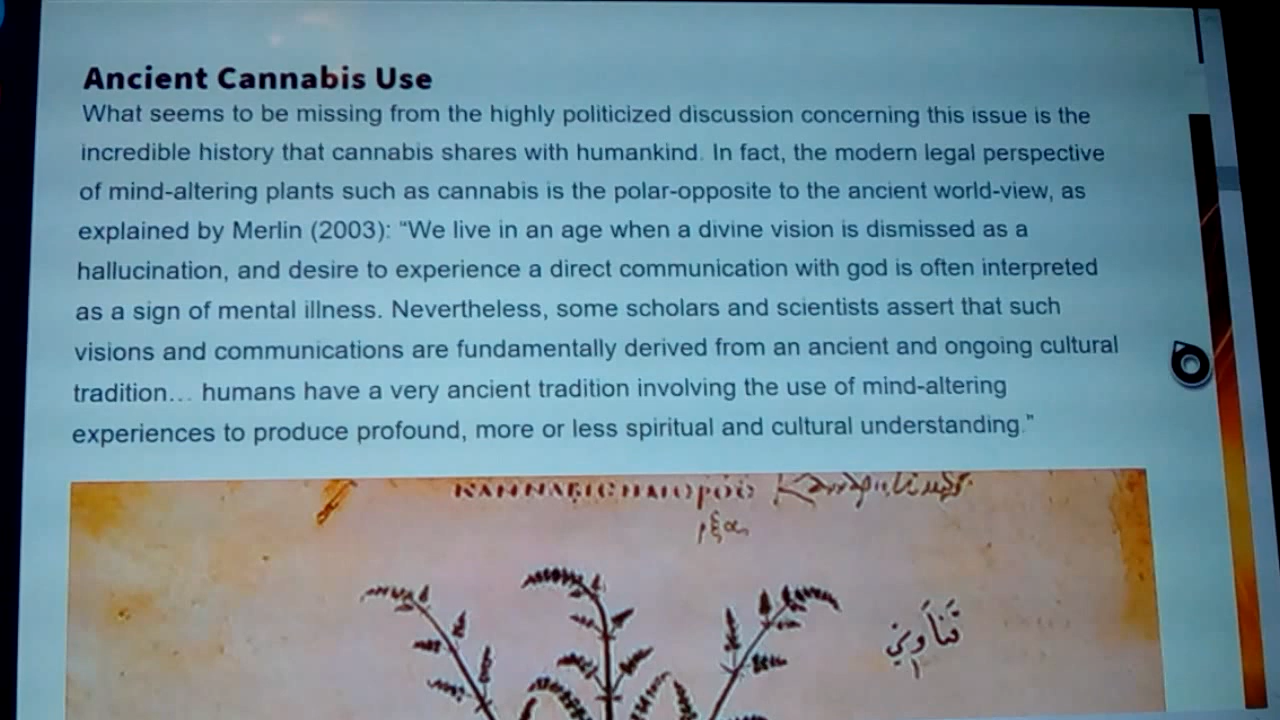 Ancient Cannabis Use
What seems to be missing from the highly politicized discussion concerning this issue is the
incredible history that cannabis shares with humankind. In fact, the modern legal perspective
of mind-altering plants such as cannabis is the polar-opposite to the ancient world-view, as
explained by Merlin (2003): “We live in an age when a divine vision is dismissed as a
hallucination, and desire to experience a direct communication with god is often interpreted
as a sign of mental illness. Nevertheless, some scholars and scientists assert that such
visions and communications are fundamentally derived from an ancient and ongoing cultural
tradition… humans have a very ancient tradition involving the use of mind-altering
experiences to produce profound, more or less spiritual and cultural understanding.”
ρξα